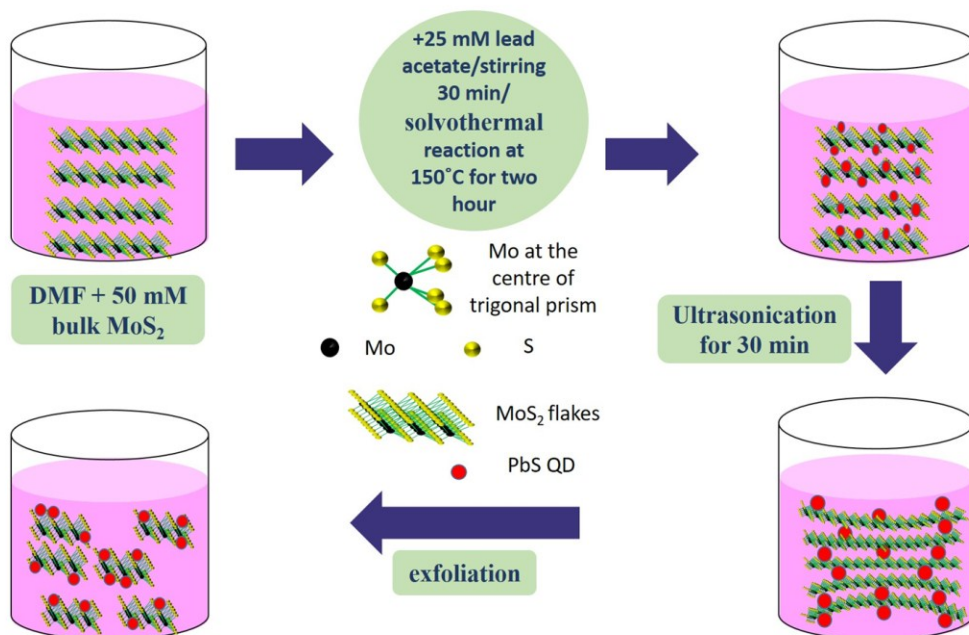 +25 mM lead
acetate/stirring
30 min/
solvothermal
reaction at
150˚C for two
hour
DMF + 50 mM
bulk MoS₂
Mo at the
centre of
trigonal prism
Mo
S
Ultrasonication
for 30 min
MoS₂ flakes
PbS QD
exfoliation